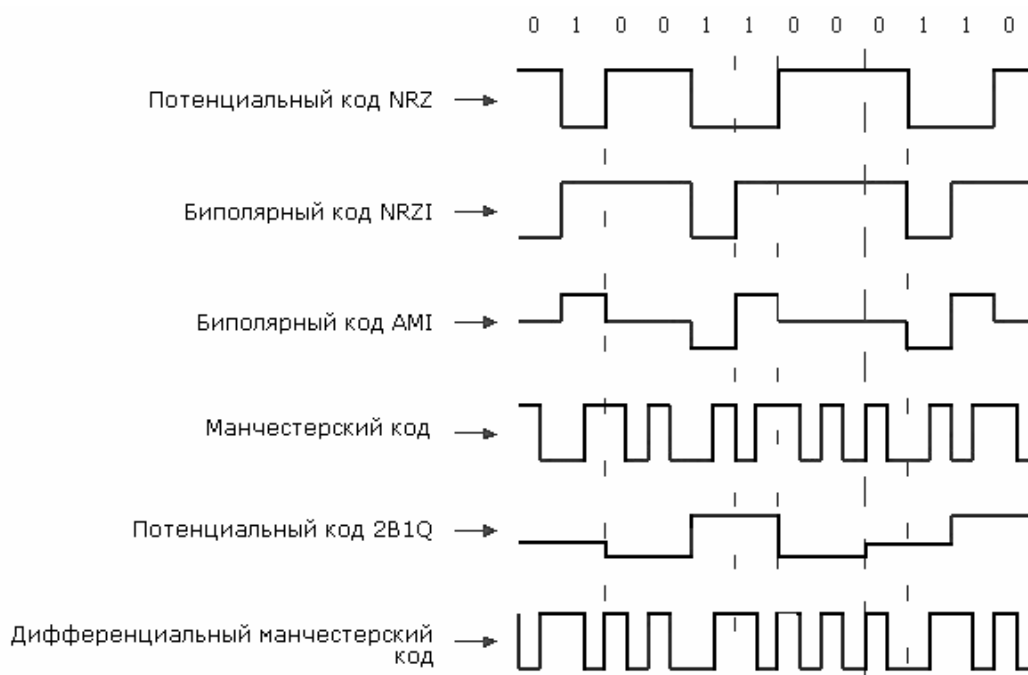 0 1 0 0 1 1 0 0 0 1 1 0
Потенциальный код NRZ
Биполярный код NRZI
Биполярный код AMI
Манчестерский код
Потенциальный код 2B1Q
Дифференциальный манчестерский
код